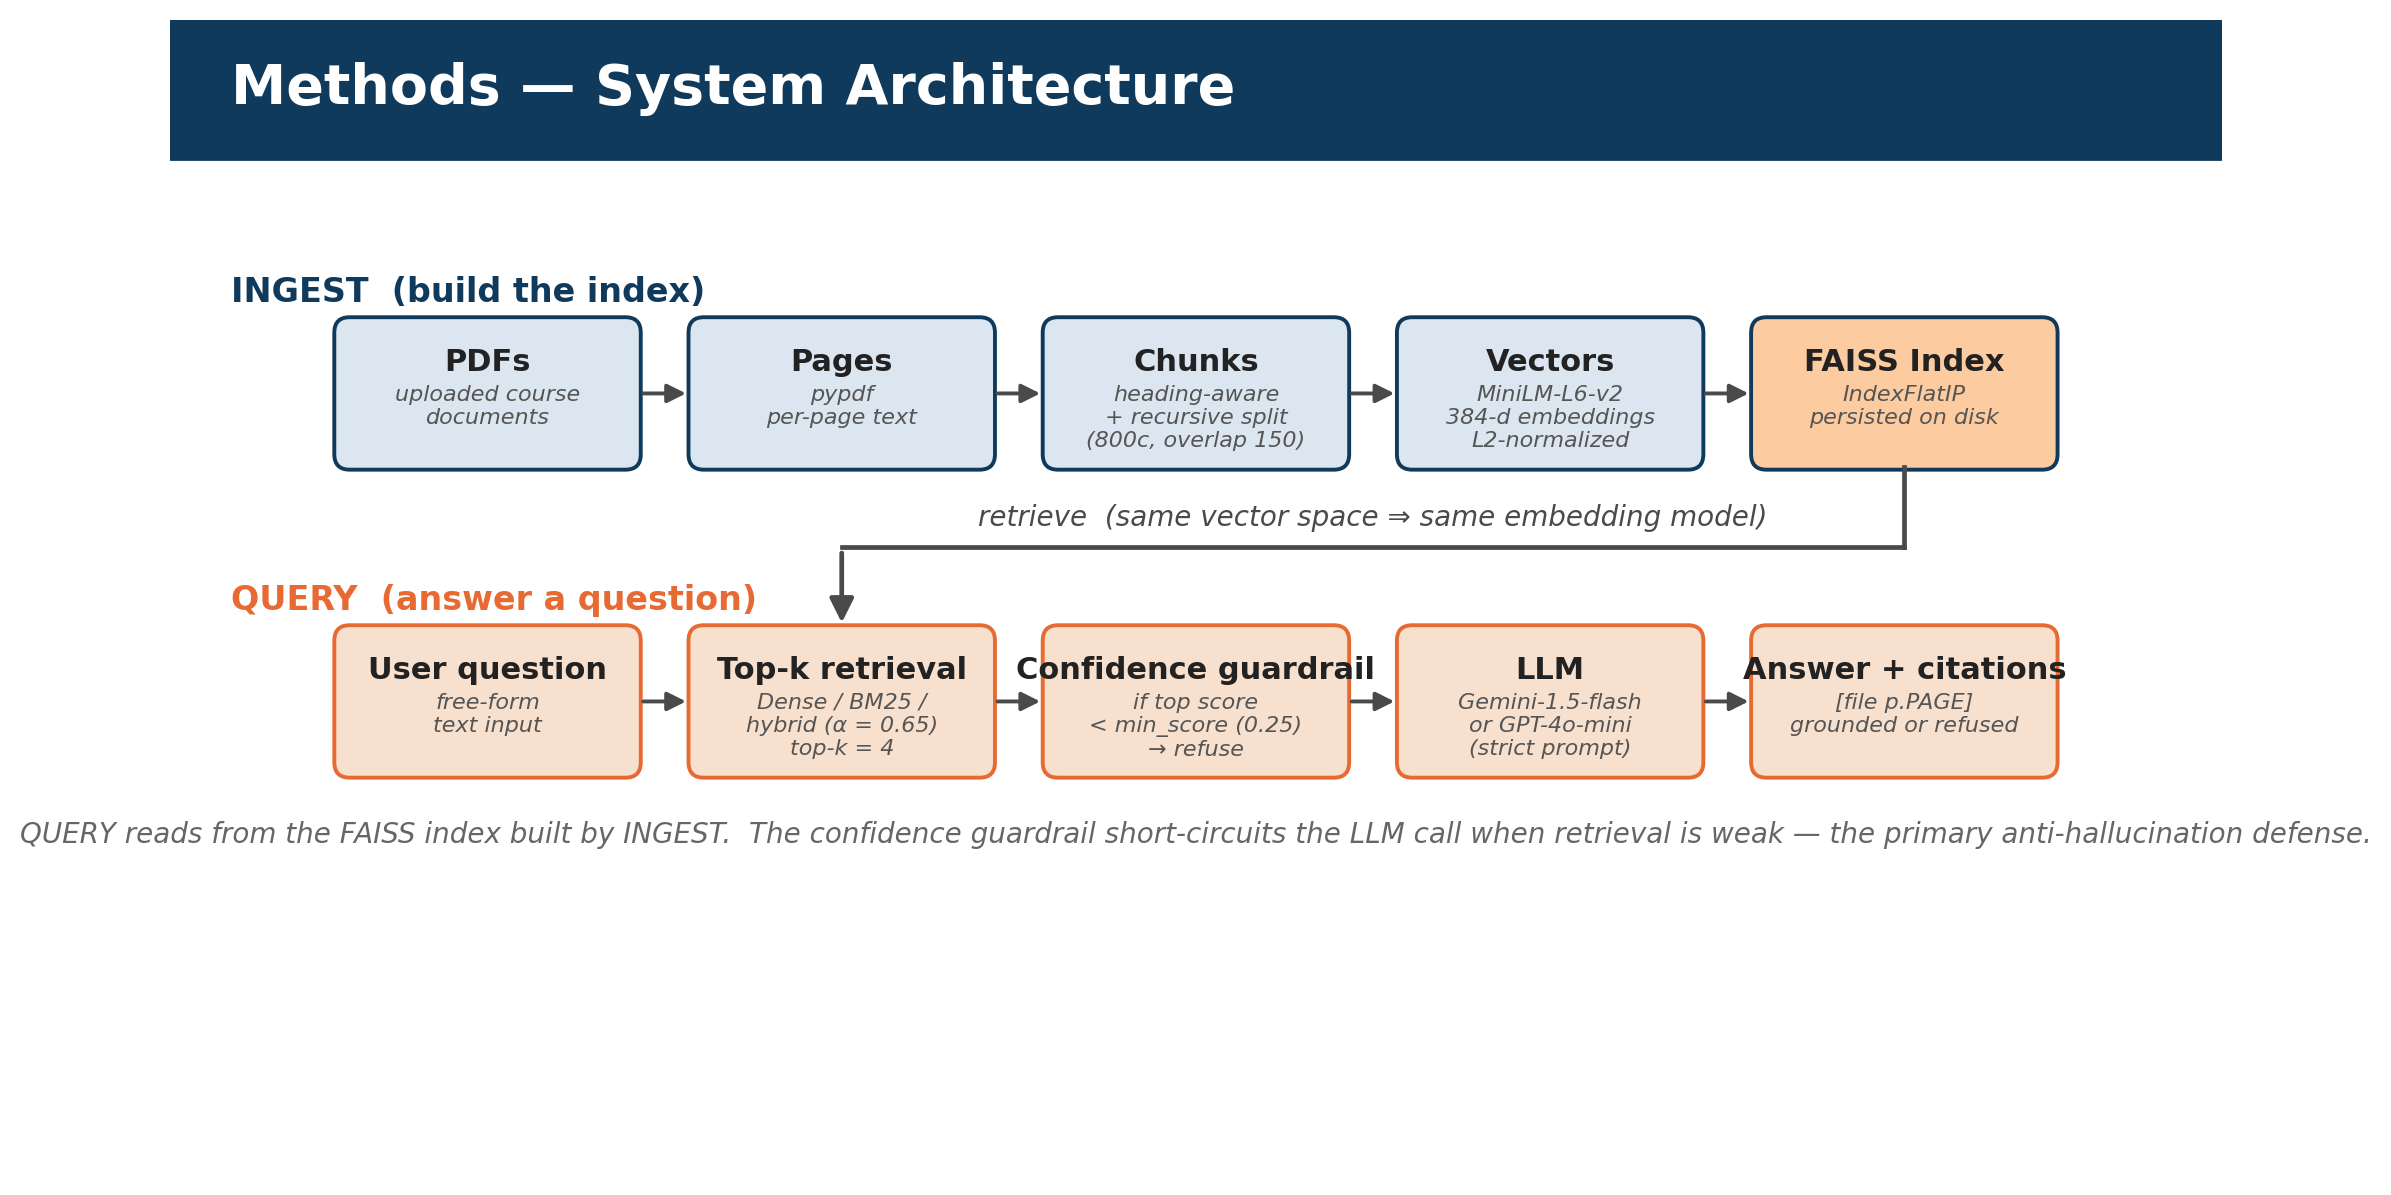 Methods — System Architecture
INGEST  (build the index)
PDFs
uploaded course
documents
Pages
pypdf
per-page text
Chunks
heading-aware
+ recursive split
(800c, overlap 150)
Vectors
MiniLM-L6-v2
384-d embeddings
L2-normalized
FAISS Index
IndexFlatIP
persisted on disk
retrieve  (same vector space ⇒ same embedding model)
QUERY  (answer a question)
User question
free-form
text input
Top-k retrieval
Dense / BM25 /
hybrid (α = 0.65)
top-k = 4
Confidence guardrail
if top score
< min_score (0.25)
→ refuse
LLM
Gemini-1.5-flash
or GPT-4o-mini
(strict prompt)
Answer + citations
[file p.PAGE]
grounded or refused
QUERY reads from the FAISS index built by INGEST.  The confidence guardrail short-circuits the LLM call when retrieval is weak — the primary anti-hallucination defense.